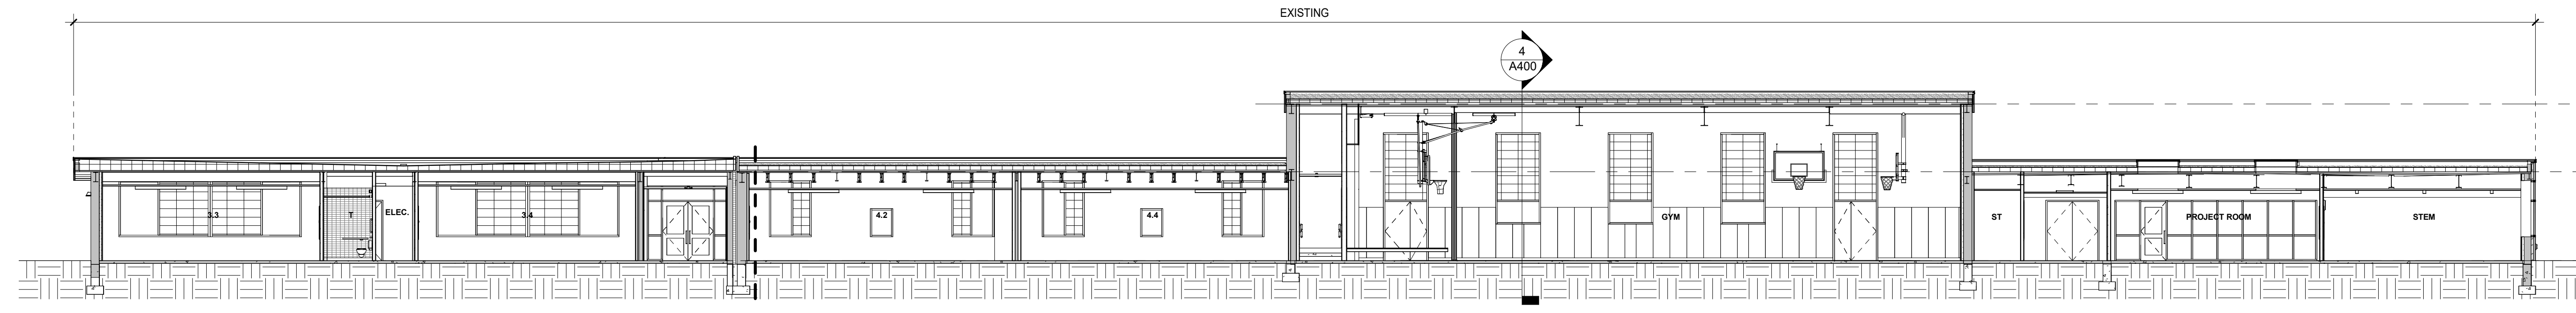 EXISTING
4
A400
3.3
T
ELEC.
3.4
4.2
4.4
GYM
ST
PROJECT ROOM
STEM